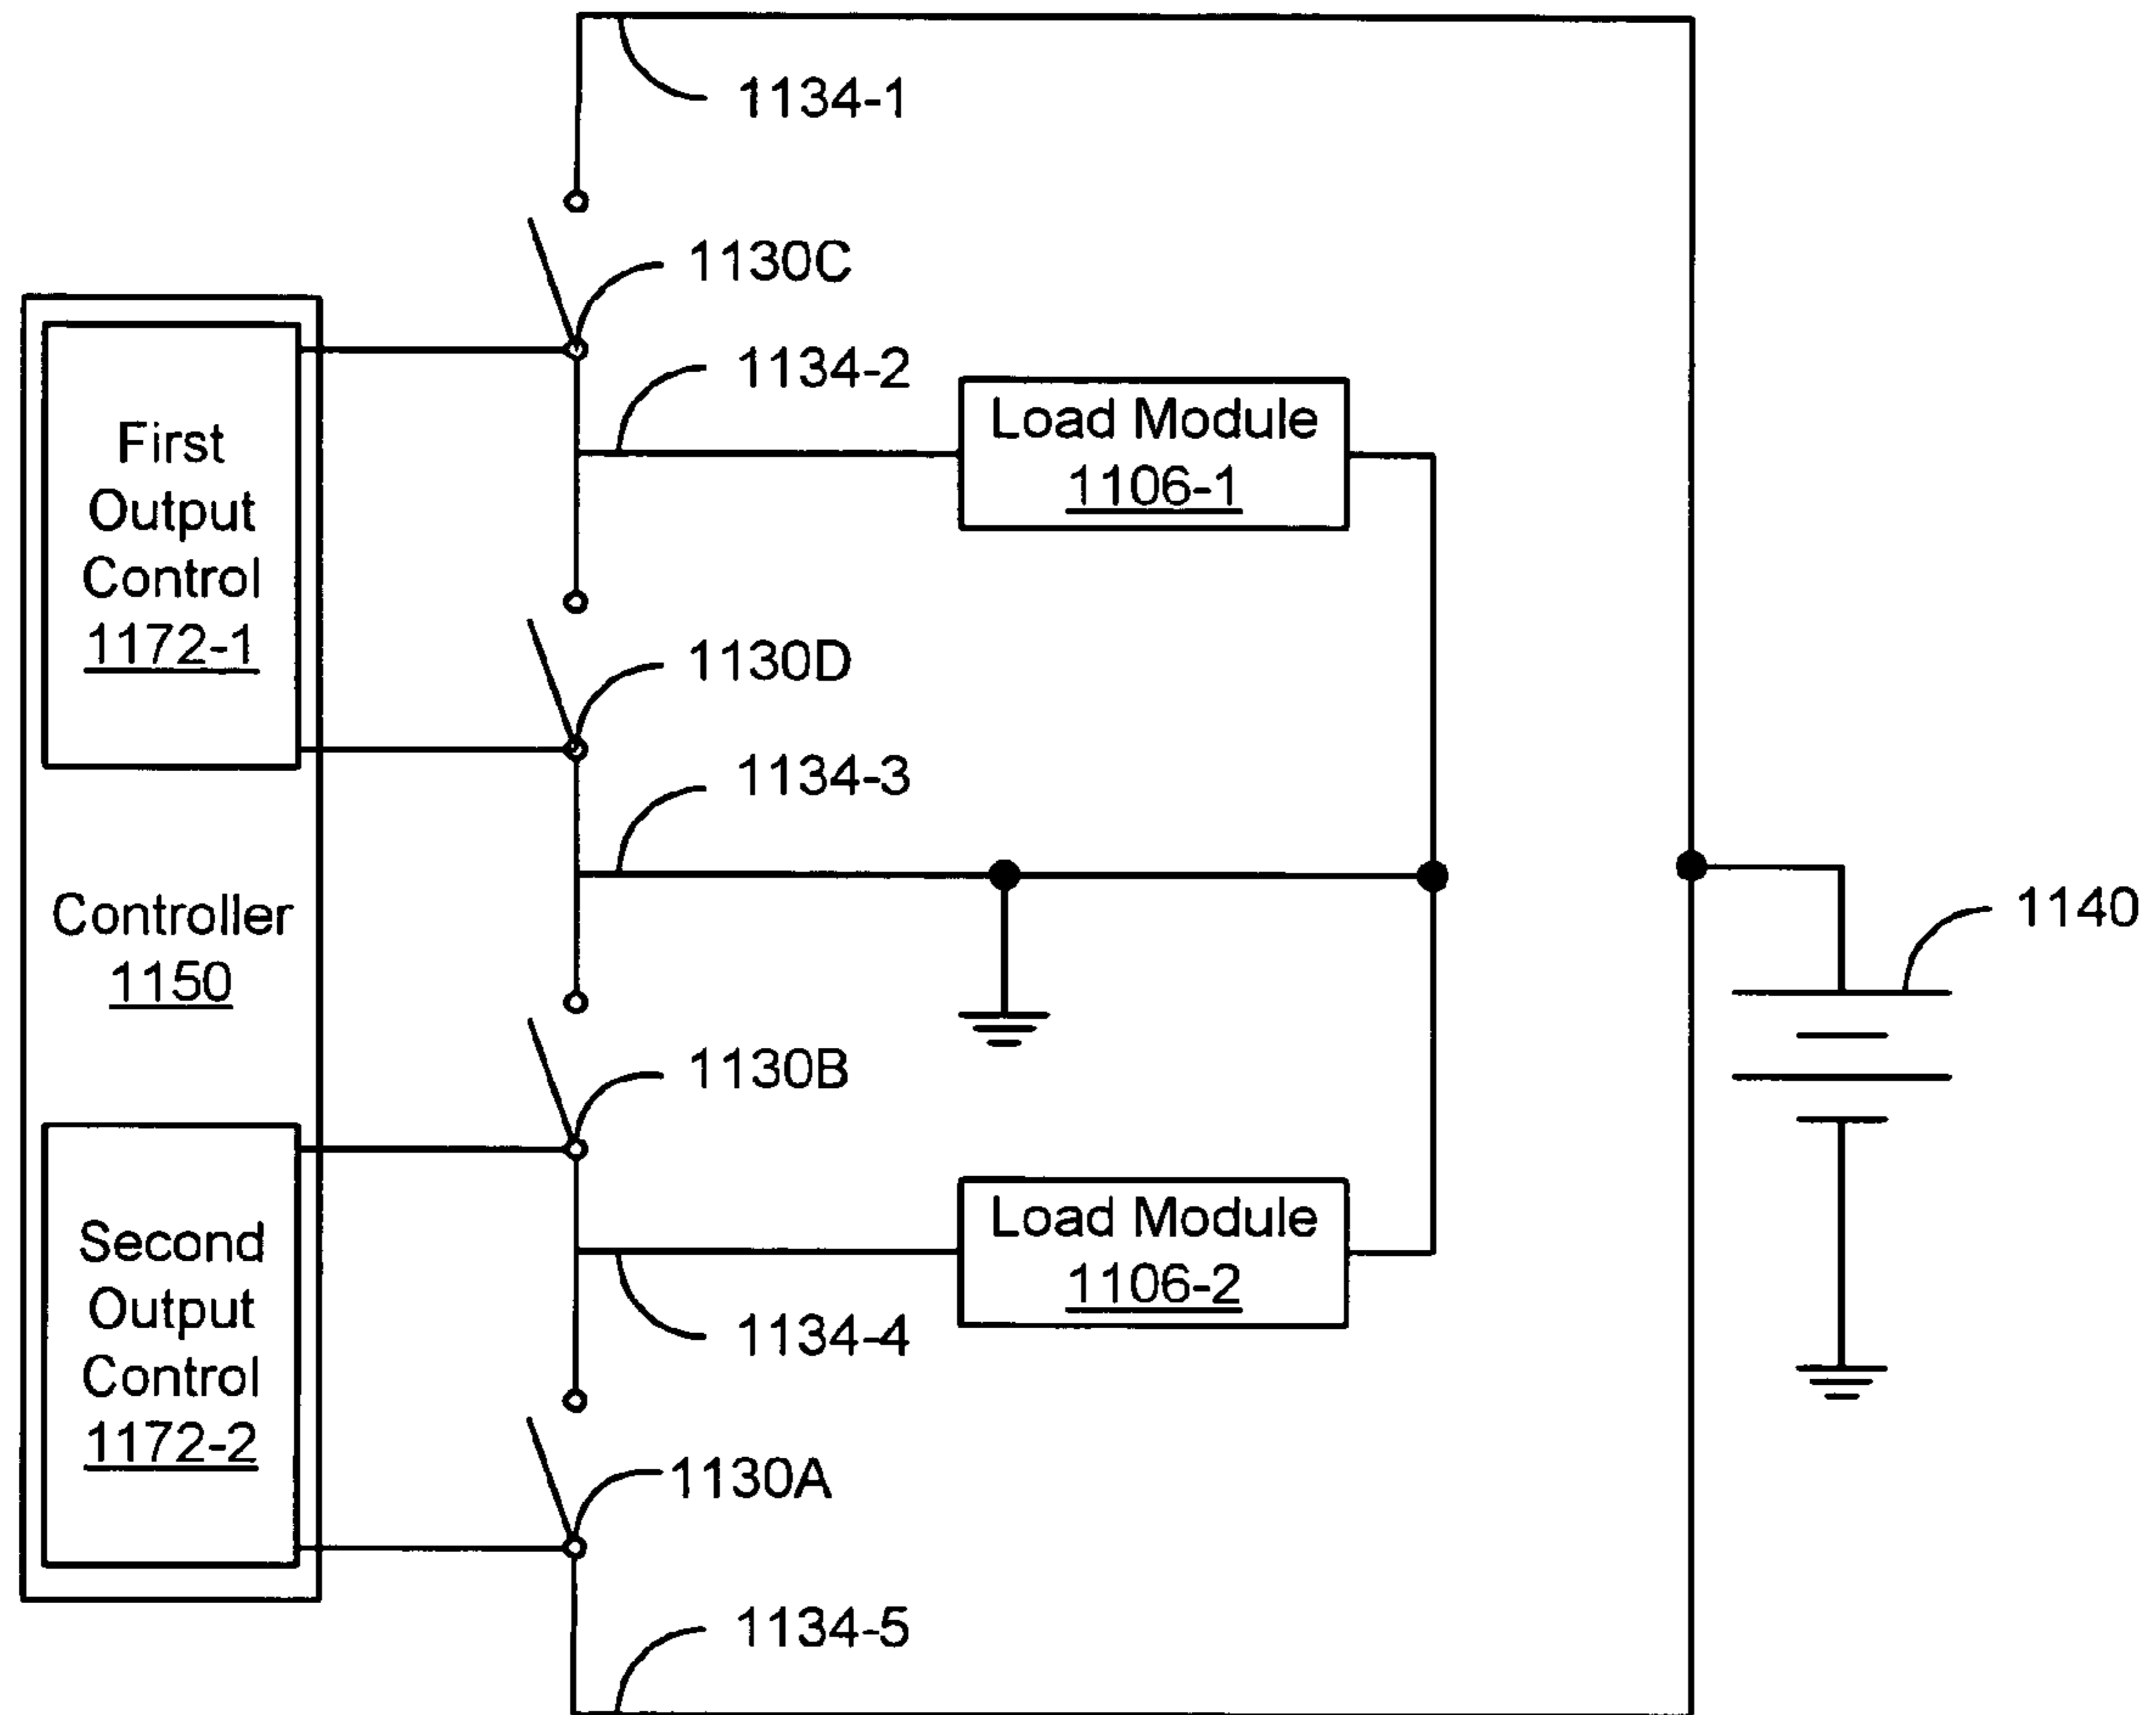 1134-1
1130C
1134-2
Load Module
1106-1
First
Output
Control
1172-1
1130D
1134-3
Controller
1150
1140
1130B
Second
Output
Control
1172-2
Load Module
1106-2
1134-4
1130A
1134-5